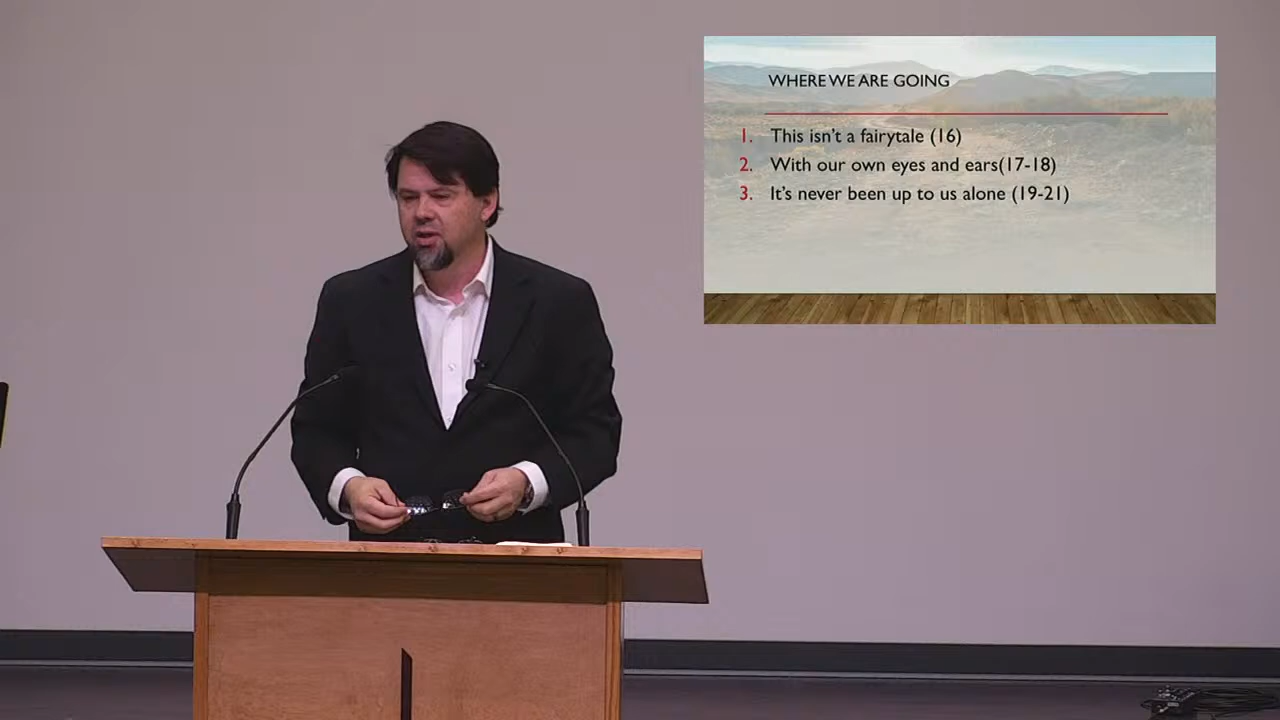 WHERE WE ARE GOING
1. This isn't a fairytale (16)
2. With our own eyes and ears(17-18)
3. It's never been up to us alone (19-21)